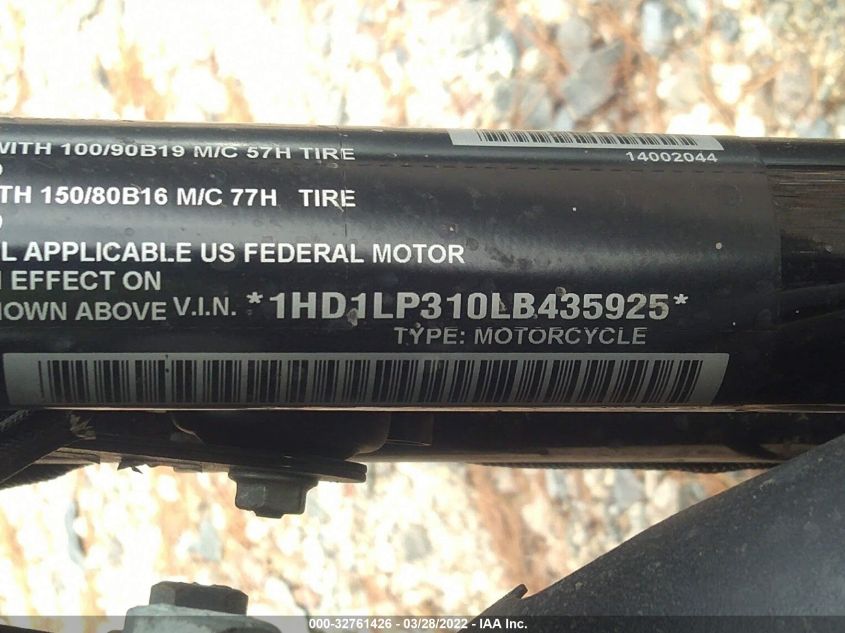 WITH 100/90B19 M/C 57H TIRE
14002044
TH 150/80B16 M/C 77H TIRE
L APPLICABLE US FEDERAL MOTOR
EFFECT ON
HOWN ABOVE V.I.N. *1HD1LP310LB435925*
TYPE: MOTORCYCLE
000-32761426 - 03/28/2022 - IAA Inc.